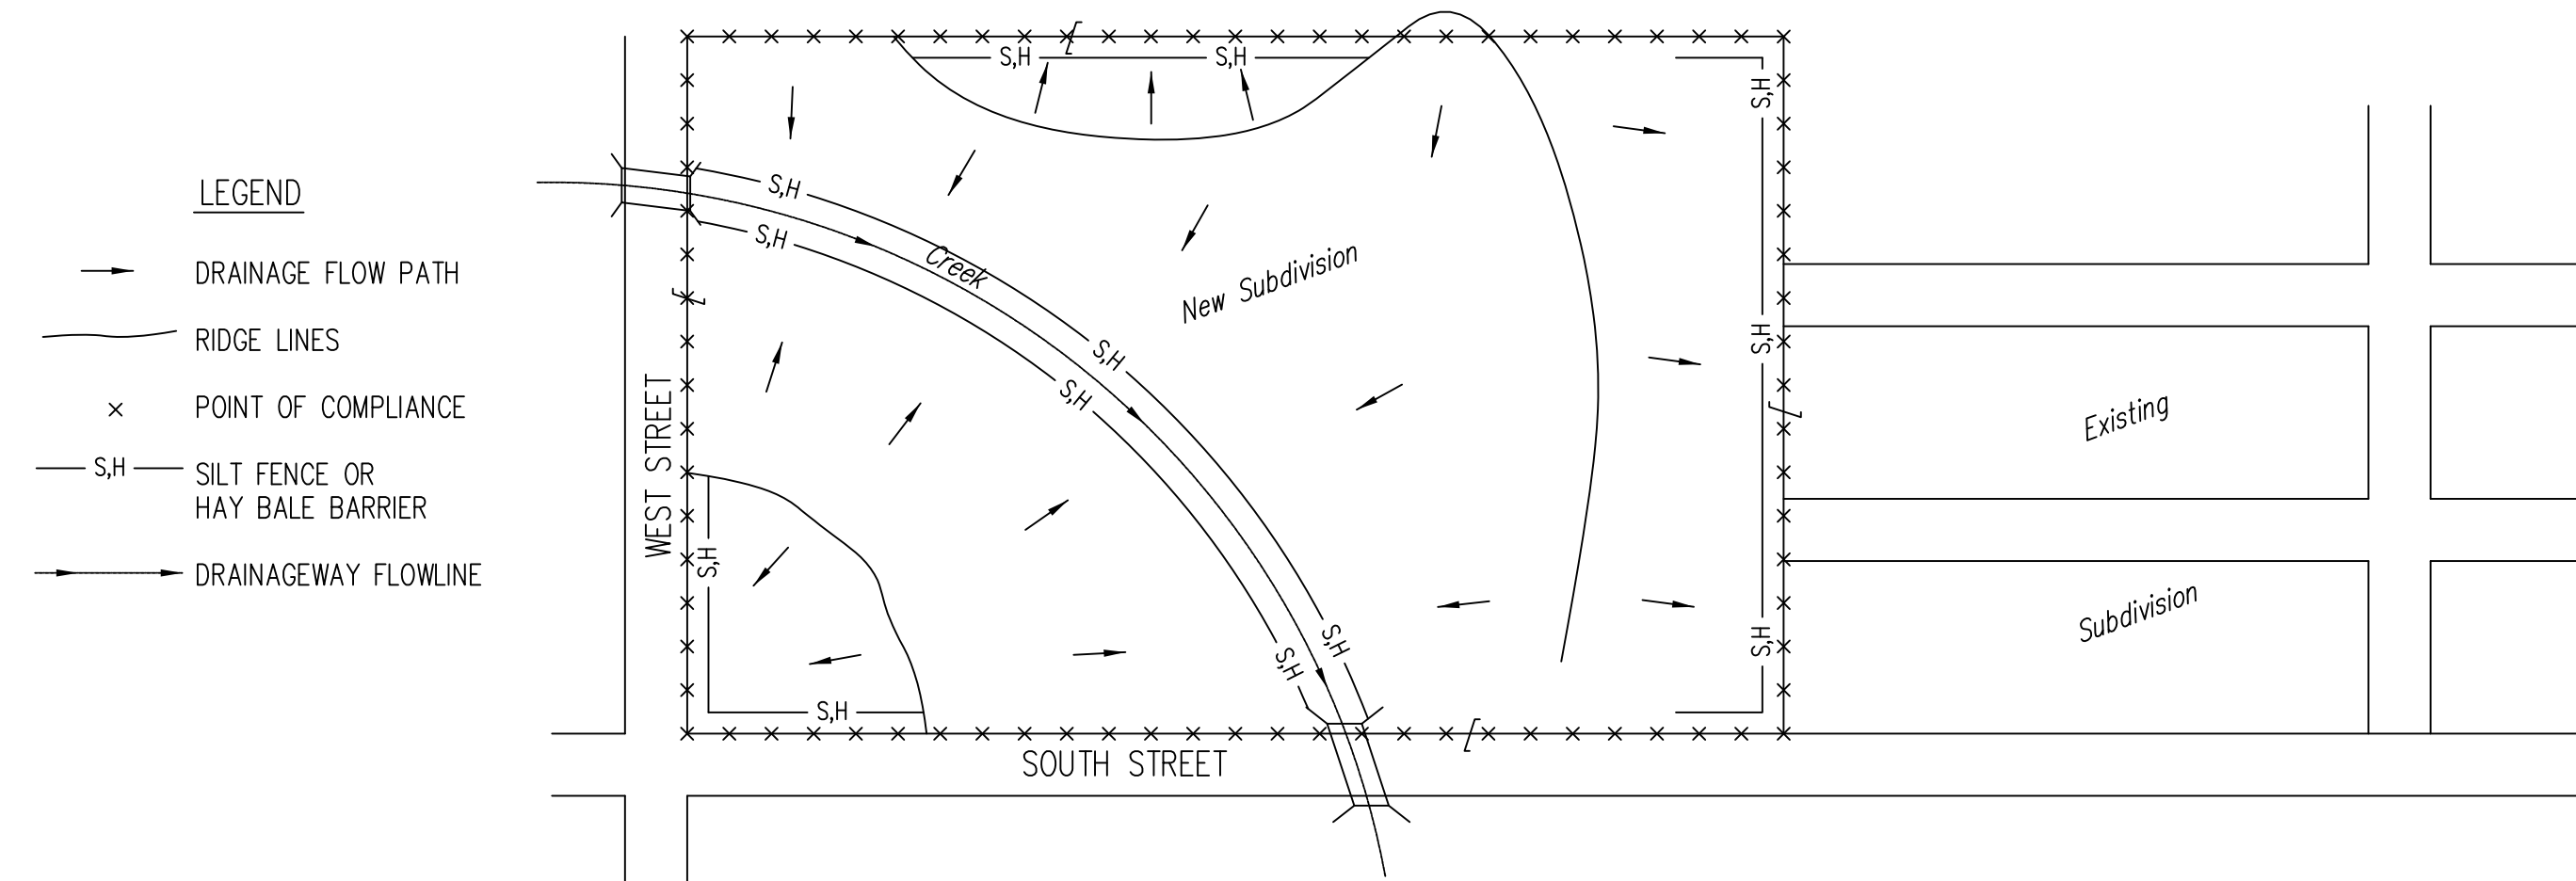 LEGEND
DRAINAGE FLOW PATH
RIDGE LINES
POINT OF COMPLIANCE
S,H
SILT FENCE OR
HAY BALE BARRIER
DRAINAGEWAY FLOWLINE
S,H
S,H
S,H
S,H
S,H
Creek
New Subdivision
S,H
S,H
S,H
WEST STREET
Existing
S,H
Subdivision
S,H
S,H
S,H
S,H
SOUTH STREET